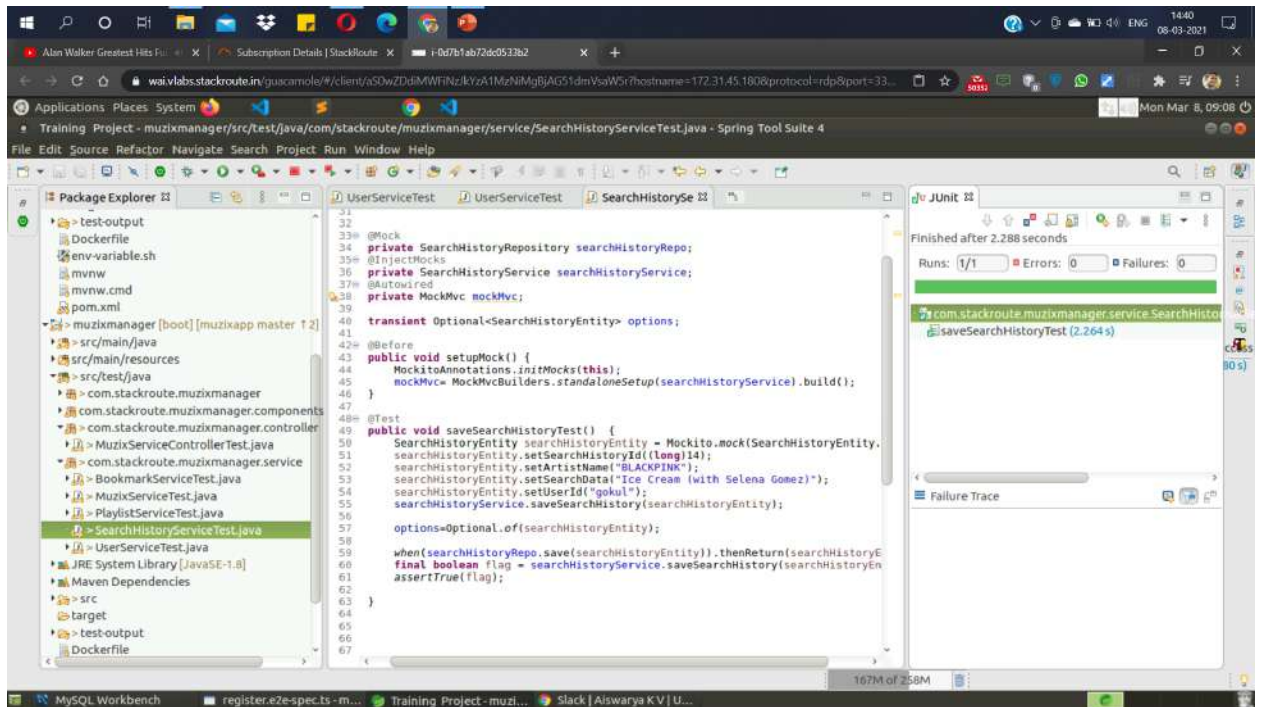 14:40
ENG
08-03-2021
Alan Walker Greatest Hits Fu
Subscription Details | StackRoute
i-0d7b1ab72dc0533b2
wai.vlabs.stackroute.in/guacamole/#/client/
Applications Places System
Mon Mar 8, 09:08
Training Project - muzixmanager/src/test/java/com/stackroute/muzixmanager/service/SearchHistoryServiceTest.java - Spring Tool Suite 4
File Edit Source Refactor Navigate Search Project Run Window Help
Package Explorer
> test-output
Dockerfile
env-variable.sh
mvnw
mvnw.cmd
pom.xml
> muzixmanager [boot] [muzixapp master ↑2]
> src/main/java
src/main/resources
> src/test/java
> com.stackroute.muzixmanager
com.stackroute.muzixmanager.components
> com.stackroute.muzixmanager.controller
> MuzixServiceControllerTest.java
> com.stackroute.muzixmanager.service
> BookmarkServiceTest.java
> MuzixServiceTest.java
> PlaylistServiceTest.java
> SearchHistoryServiceTest.java
> UserServiceTest.java
JRE System Library [JavaSE-1.8]
Maven Dependencies
> src
target
> test-output
Dockerfile
UserServiceTest
UserServiceTest
SearchHistorySe
31
32
33 @Mock
34 private SearchHistoryRepository searchHistoryRepo;
35 @InjectMocks
36 private SearchHistoryService searchHistoryService;
37 @Autowired
38 private MockMvc mockMvc;
39
40 transient Optional<SearchHistoryEntity> options;
41
42 @Before
43 public void setupMock() {
44 MockitoAnnotations.initMocks(this);
45 mockMvc= MockMvcBuilders.standaloneSetup(searchHistoryService).build();
46 }
47
48 @Test
49 public void saveSearchHistoryTest() {
50 SearchHistoryEntity searchHistoryEntity = Mockito.mock(SearchHistoryEntity.
51 searchHistoryEntity.setSearchHistoryId((long)14);
52 searchHistoryEntity.setArtistName("BLACKPINK");
53 searchHistoryEntity.setSearchData("Ice Cream (with Selena Gomez)");
54 searchHistoryEntity.setUserId("gokul");
55 searchHistoryService.saveSearchHistory(searchHistoryEntity);
56
57 options=Optional.of(searchHistoryEntity);
58
59 when(searchHistoryRepo.save(searchHistoryEntity)).thenReturn(searchHistoryE
60 final boolean flag = searchHistoryService.saveSearchHistory(searchHistoryEn
61 assertTrue(flag);
62
63 }
64
65
66
67
JUnit
Finished after 2.288 seconds
Runs: 1/1 Errors: 0 Failures: 0
com.stackroute.muzixmanager.service.SearchHistor
saveSearchHistoryTest (2.264 s)
Failure Trace
167M of 258M
MySQL Workbench
register.e2e-spec.ts - m...
Training Project - muzi...
Slack | Aiswarya K V | U...